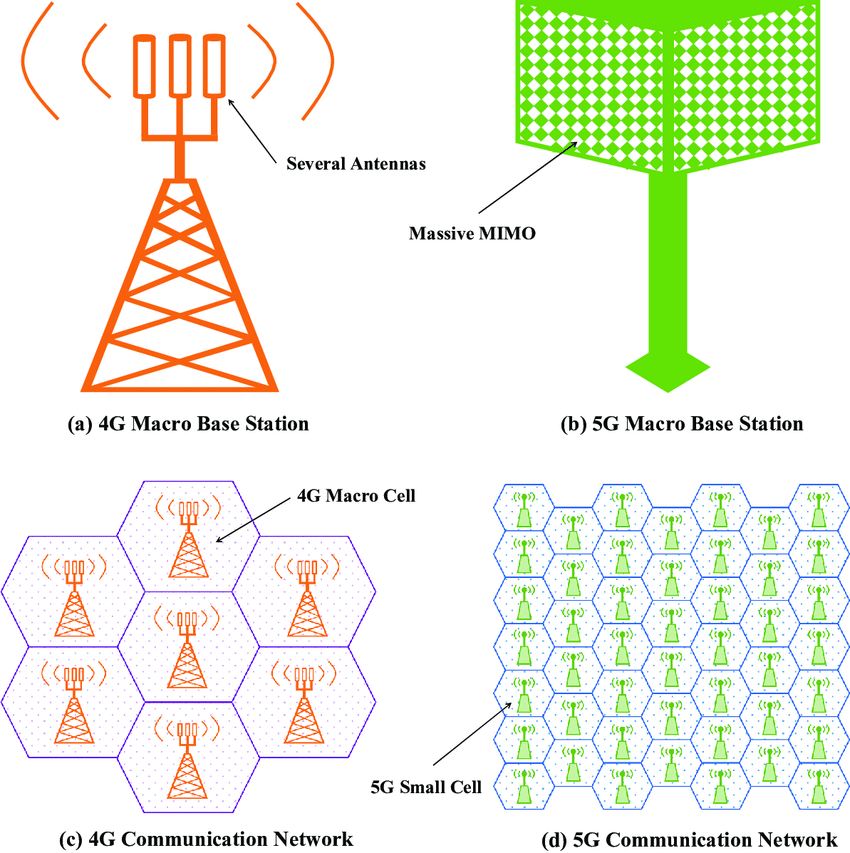 Several Antennas
Massive MIMO
(a) 4G Macro Base Station
(b) 5G Macro Base Station
4G Macro Cell
5G Small Cell
(c) 4G Communication Network
(d) 5G Communication Network